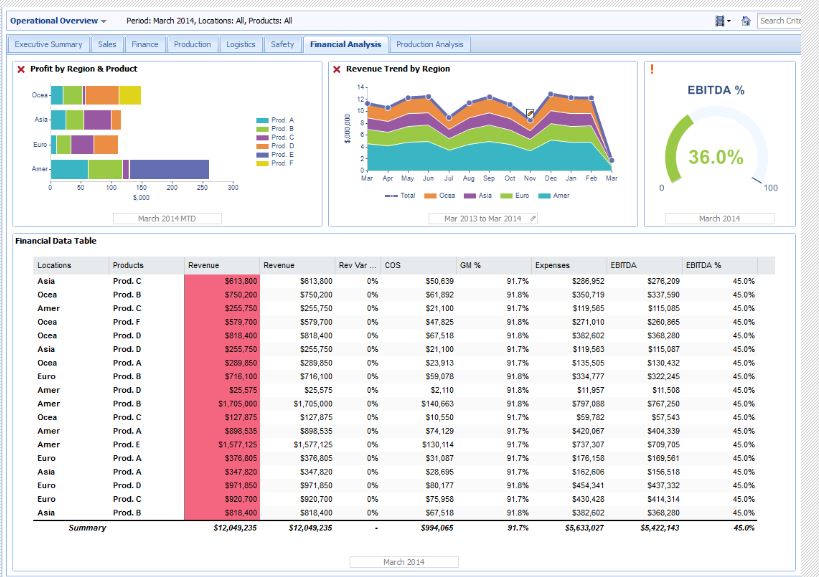 Operational Overview Period: March 2014, Locations: All, Products: All Search Crite
Executive Summary Sales Finance Production Logistics Safety Financial Analysis Production Analysis
Profit by Region & Product
Ocea
Asia
Euro
Amer
0 50 100 150 200 250 300
5,000
Prod. A
Prod. B
Prod. C
Prod. D
Prod. E
Prod. F
March 2014 MTD
Revenue Trend by Region
$,000,000
14
12
10
8
6
4
2
0
Mar Apr May Jun Jul Aug Sep Oct Nov Dec Jan Feb Mar
Total Ocea Asia Euro Amer
Mar 2013 to Mar 2014
!
EBITDA %
36.0%
0 100
March 2014
Financial Data Table
Locations Products Revenue Revenue Rev Var ... COS GM % Expenses EBITDA EBITDA %
Asia Prod. C $613,800 $613,800 0% $50,639 91.7% $286,952 $276,209 45.0%
Ocea Prod. B $750,200 $750,200 0% $61,892 91.8% $350,719 $337,590 45.0%
Amer Prod. C $255,750 $255,750 0% $21,100 91.7% $119,565 $115,085 45.0%
Ocea Prod. F $579,700 $579,700 0% $47,825 91.8% $271,010 $260,865 45.0%
Ocea Prod. D $818,400 $818,400 0% $67,518 91.8% $382,602 $368,280 45.0%
Asia Prod. D $255,750 $255,750 0% $21,100 91.7% $119,563 $115,087 45.0%
Ocea Prod. A $289,850 $289,850 0% $23,913 91.7% $135,505 $130,432 45.0%
Euro Prod. B $716,100 $716,100 0% $59,078 91.8% $334,777 $322,245 45.0%
Amer Prod. D $25,575 $25,575 0% $2,110 91.7% $11,957 $11,508 45.0%
Amer Prod. B $1,705,000 $1,705,000 0% $140,663 91.8% $797,088 $767,250 45.0%
Ocea Prod. C $127,875 $127,875 0% $10,550 91.7% $59,782 $57,543 45.0%
Amer Prod. A $898,535 $898,535 0% $74,129 91.7% $420,067 $404,339 45.0%
Amer Prod. E $1,577,125 $1,577,125 0% $130,114 91.7% $737,307 $709,705 45.0%
Euro Prod. A $376,805 $376,805 0% $31,087 91.7% $176,158 $169,561 45.0%
Asia Prod. A $347,820 $347,820 0% $28,695 91.7% $162,606 $156,518 45.0%
Euro Prod. D $971,850 $971,850 0% $80,177 91.8% $454,341 $437,332 45.0%
Euro Prod. C $920,700 $920,700 0% $75,958 91.7% $430,428 $414,314 45.0%
Asia Prod. B $818,400 $818,400 0% $67,518 91.8% $382,602 $368,280 45.0%
Summary $12,049,235 $12,049,235 - $994,065 91.7% $5,633,027 $5,422,143 45.0%
March 2014